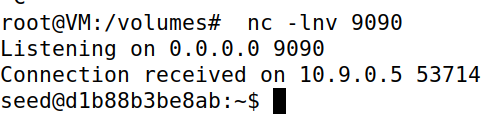 root@VM:/volumes#  nc -lnv 9090
Listening on 0.0.0.0 9090
Connection received on 10.9.0.5 53714
seed@d1b88b3be8ab:~$